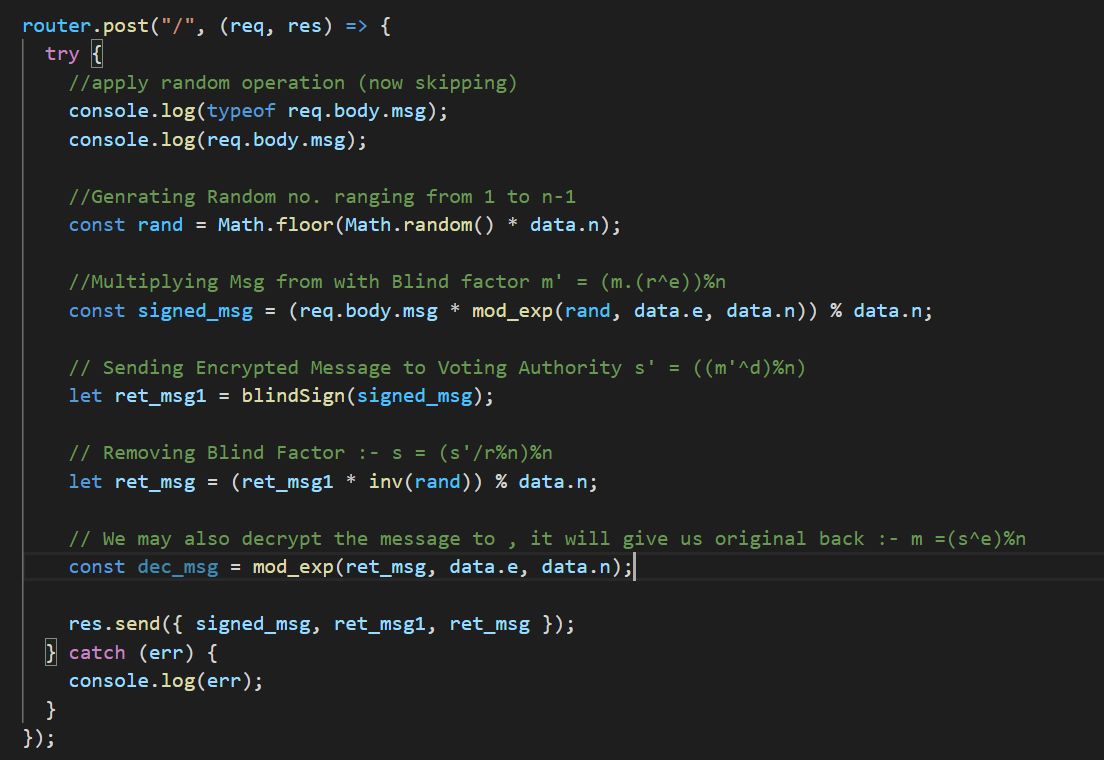 router.post("/", (req, res) => {
  try {
    //apply random operation (now skipping)
    console.log(typeof req.body.msg);
    console.log(req.body.msg);

    //Genrating Random no. ranging from 1 to n-1
    const rand = Math.floor(Math.random() * data.n);

    //Multiplying Msg from with Blind factor m' = (m.(r^e))%n
    const signed_msg = (req.body.msg * mod_exp(rand, data.e, data.n)) % data.n;

    // Sending Encrypted Message to Voting Authority s' = ((m'^d)%n)
    let ret_msg1 = blindSign(signed_msg);

    // Removing Blind Factor :- s = (s'/r%n)%n
    let ret_msg = (ret_msg1 * inv(rand)) % data.n;

    // We may also decrypt the message to , it will give us original back :- m =(s^e)%n
    const dec_msg = mod_exp(ret_msg, data.e, data.n);

    res.send({ signed_msg, ret_msg1, ret_msg });
  } catch (err) {
    console.log(err);
  }
});